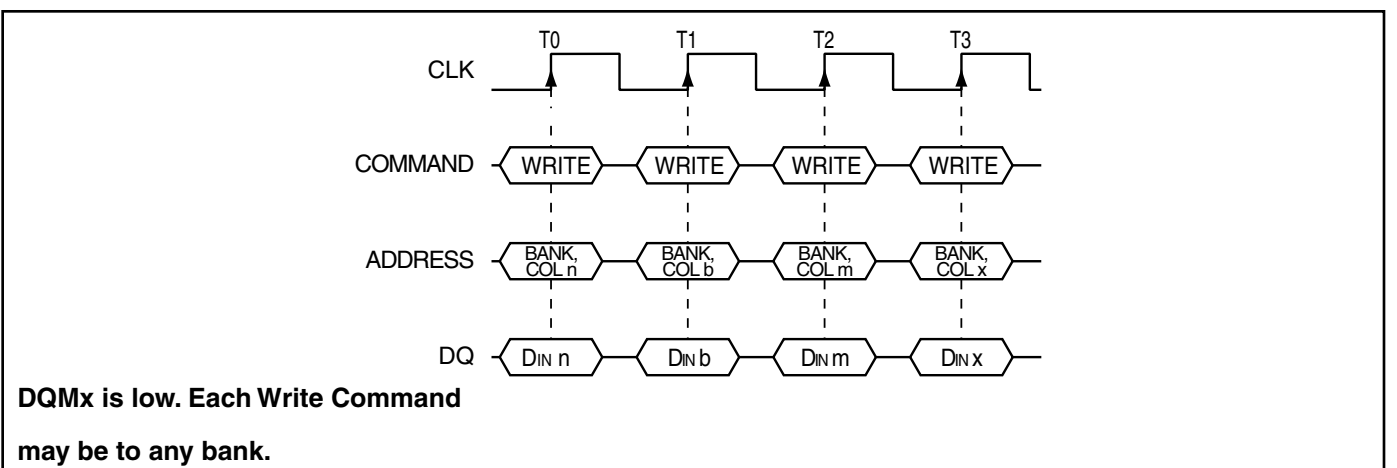 T0 T1 T2 T3
CLK
COMMAND WRITE WRITE WRITE WRITE
BANK, BANK, BANK, BANK,
ADDRESS
COL n COL b COL m COL x
DQ DIN n DIN b DIN m DIN x
DQMx is low. Each Write Command
may be to any bank.